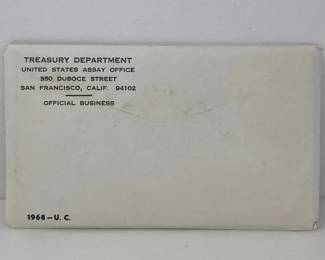 TREASURY DEPARTMENT
UNITED STATES ASSAY OFFICE
350 DUBOCE STREET
SAN FRANCISCO, CALIF. 94102
OFFICIAL BUSINESS
1968-U.C.